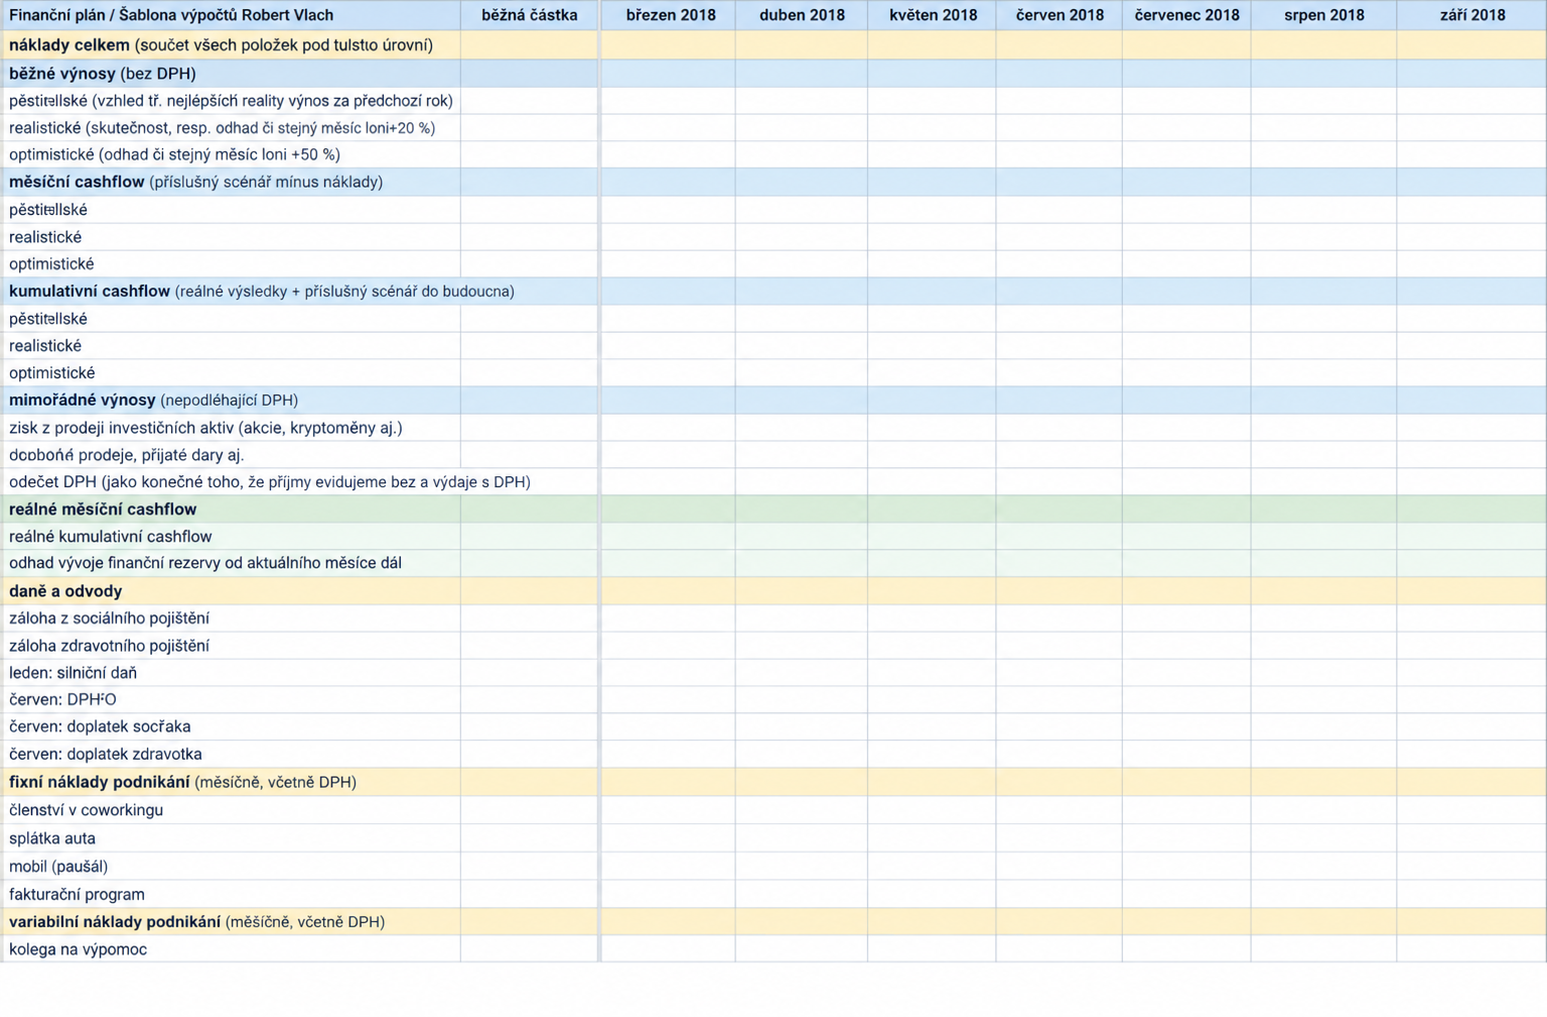 Finanční plán / Šablona výpočtů Robert Vlach běžná částka březen 2018 duben 2018 květen 2018 červen 2018 červenec 2018 srpen 2018 září 2018
náklady celkem (součet všech položek pod úrovní)
běžné výnosy (bez DPH)
(vzhled tř. nejlepších reality výnos za předchozí rok)
realistické (skutečnost, resp. odhad či stejný měsíc loni+20 %)
optimistické (odhad či stejný měsíc loni +50 %)
měsíční cashflow (příslušný scénář mínus náklady)
realistické
optimistické
kumulativní cashflow (reálné výsledky + příslušný scénář do budoucna)
realistické
optimistické
mimořádné výnosy (nepodléhající DPH)
zisk z prodeji investičních aktiv (akcie, kryptoměny aj.)
prodeje, přijaté dary aj.
odečet DPH (jako konečné toho, že příjmy evidujeme bez a výdaje s DPH)
reálné měsíční cashflow
reálné kumulativní cashflow
odhad vývoje finanční rezervy od aktuálního měsíce dál
daně a odvody
záloha z sociálního pojištění
záloha zdravotního pojištění
leden: silniční daň
červen:
červen: doplatek socřaka
červen: doplatek zdravotka
fixní náklady podnikání (měsíčně, včetně DPH)
členství v coworkingu
splátka auta
mobil (paušál)
fakturační program
variabilní náklady podnikání (měšíčně, včetně DPH)
kolega na výpomoc